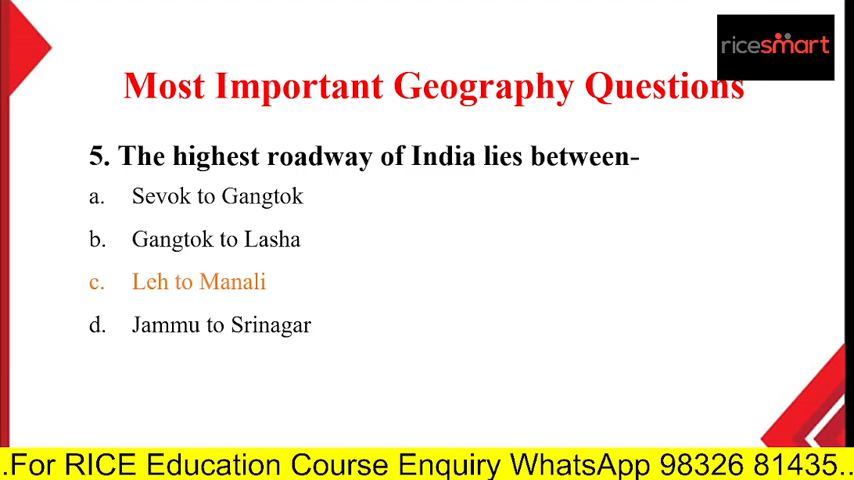 ricesmart
Most Important Geography Questions
5. The highest roadway of India lies between-
a. Sevok to Gangtok
b. Gangtok to Lasha
c. Leh to Manali
d. Jammu to Srinagar
.For RICE Education Course Enquiry WhatsApp 98326 81435..